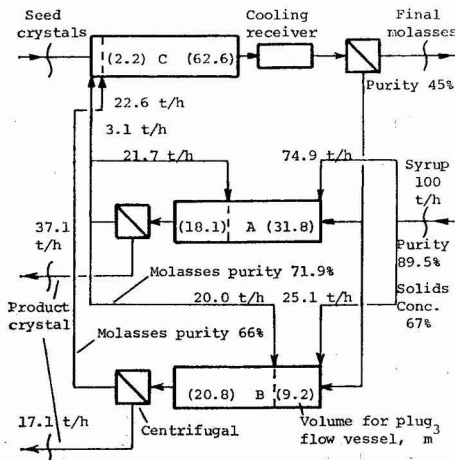 Seed
crystals
Cooling
receiver
Final
molasses
(2.2) C (62.6)
Purity 45%
22.6 t/h
3.1 t/h
21.7 t/h
74.9 t/h
Syrup
100
t/h
37.1
t/h
(18.1) A (31.8)
Purity
89.5%
Molasses purity 71.9%
Product
crystal
20.0 t/h
25.1 t/h
Solids
Conc.
67%
Molasses purity 66%
(20.8) B (9.2)
17.1 t/h
Centrifugal
Volume for plug
flow vessel, m3